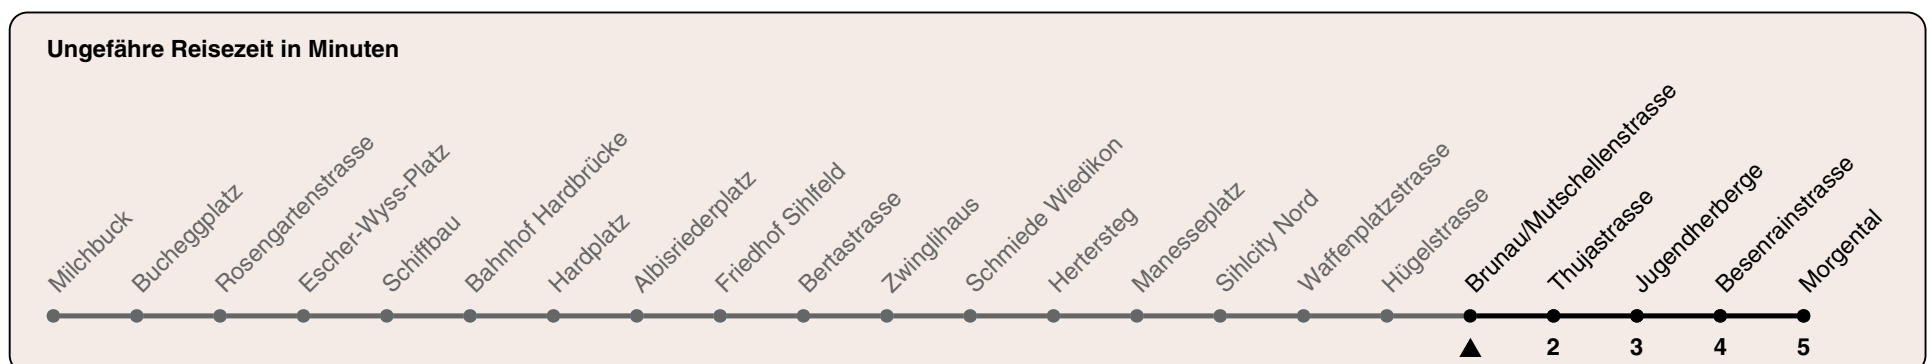 Ungefähre Reisezeit in Minuten
Milchbuck
Bucheggplatz
Rosengartenstrasse
Escher-Wyss-Platz
Schiffbau
Bahnhof Hardbrücke
Hardplatz
Albisriederplatz
Friedhof Sihlfeld
Bertastrasse
Zwinglihaus
Schmiede Wiedikon
Hertersteg
Manesseplatz
Sihlcity Nord
Waffenplatzstrasse
Hügelstrasse
Brunau/Mutschellenstrasse
Thujastrasse
Jugendherberge
Besenrainstrasse
Morgental
2 3 4 5